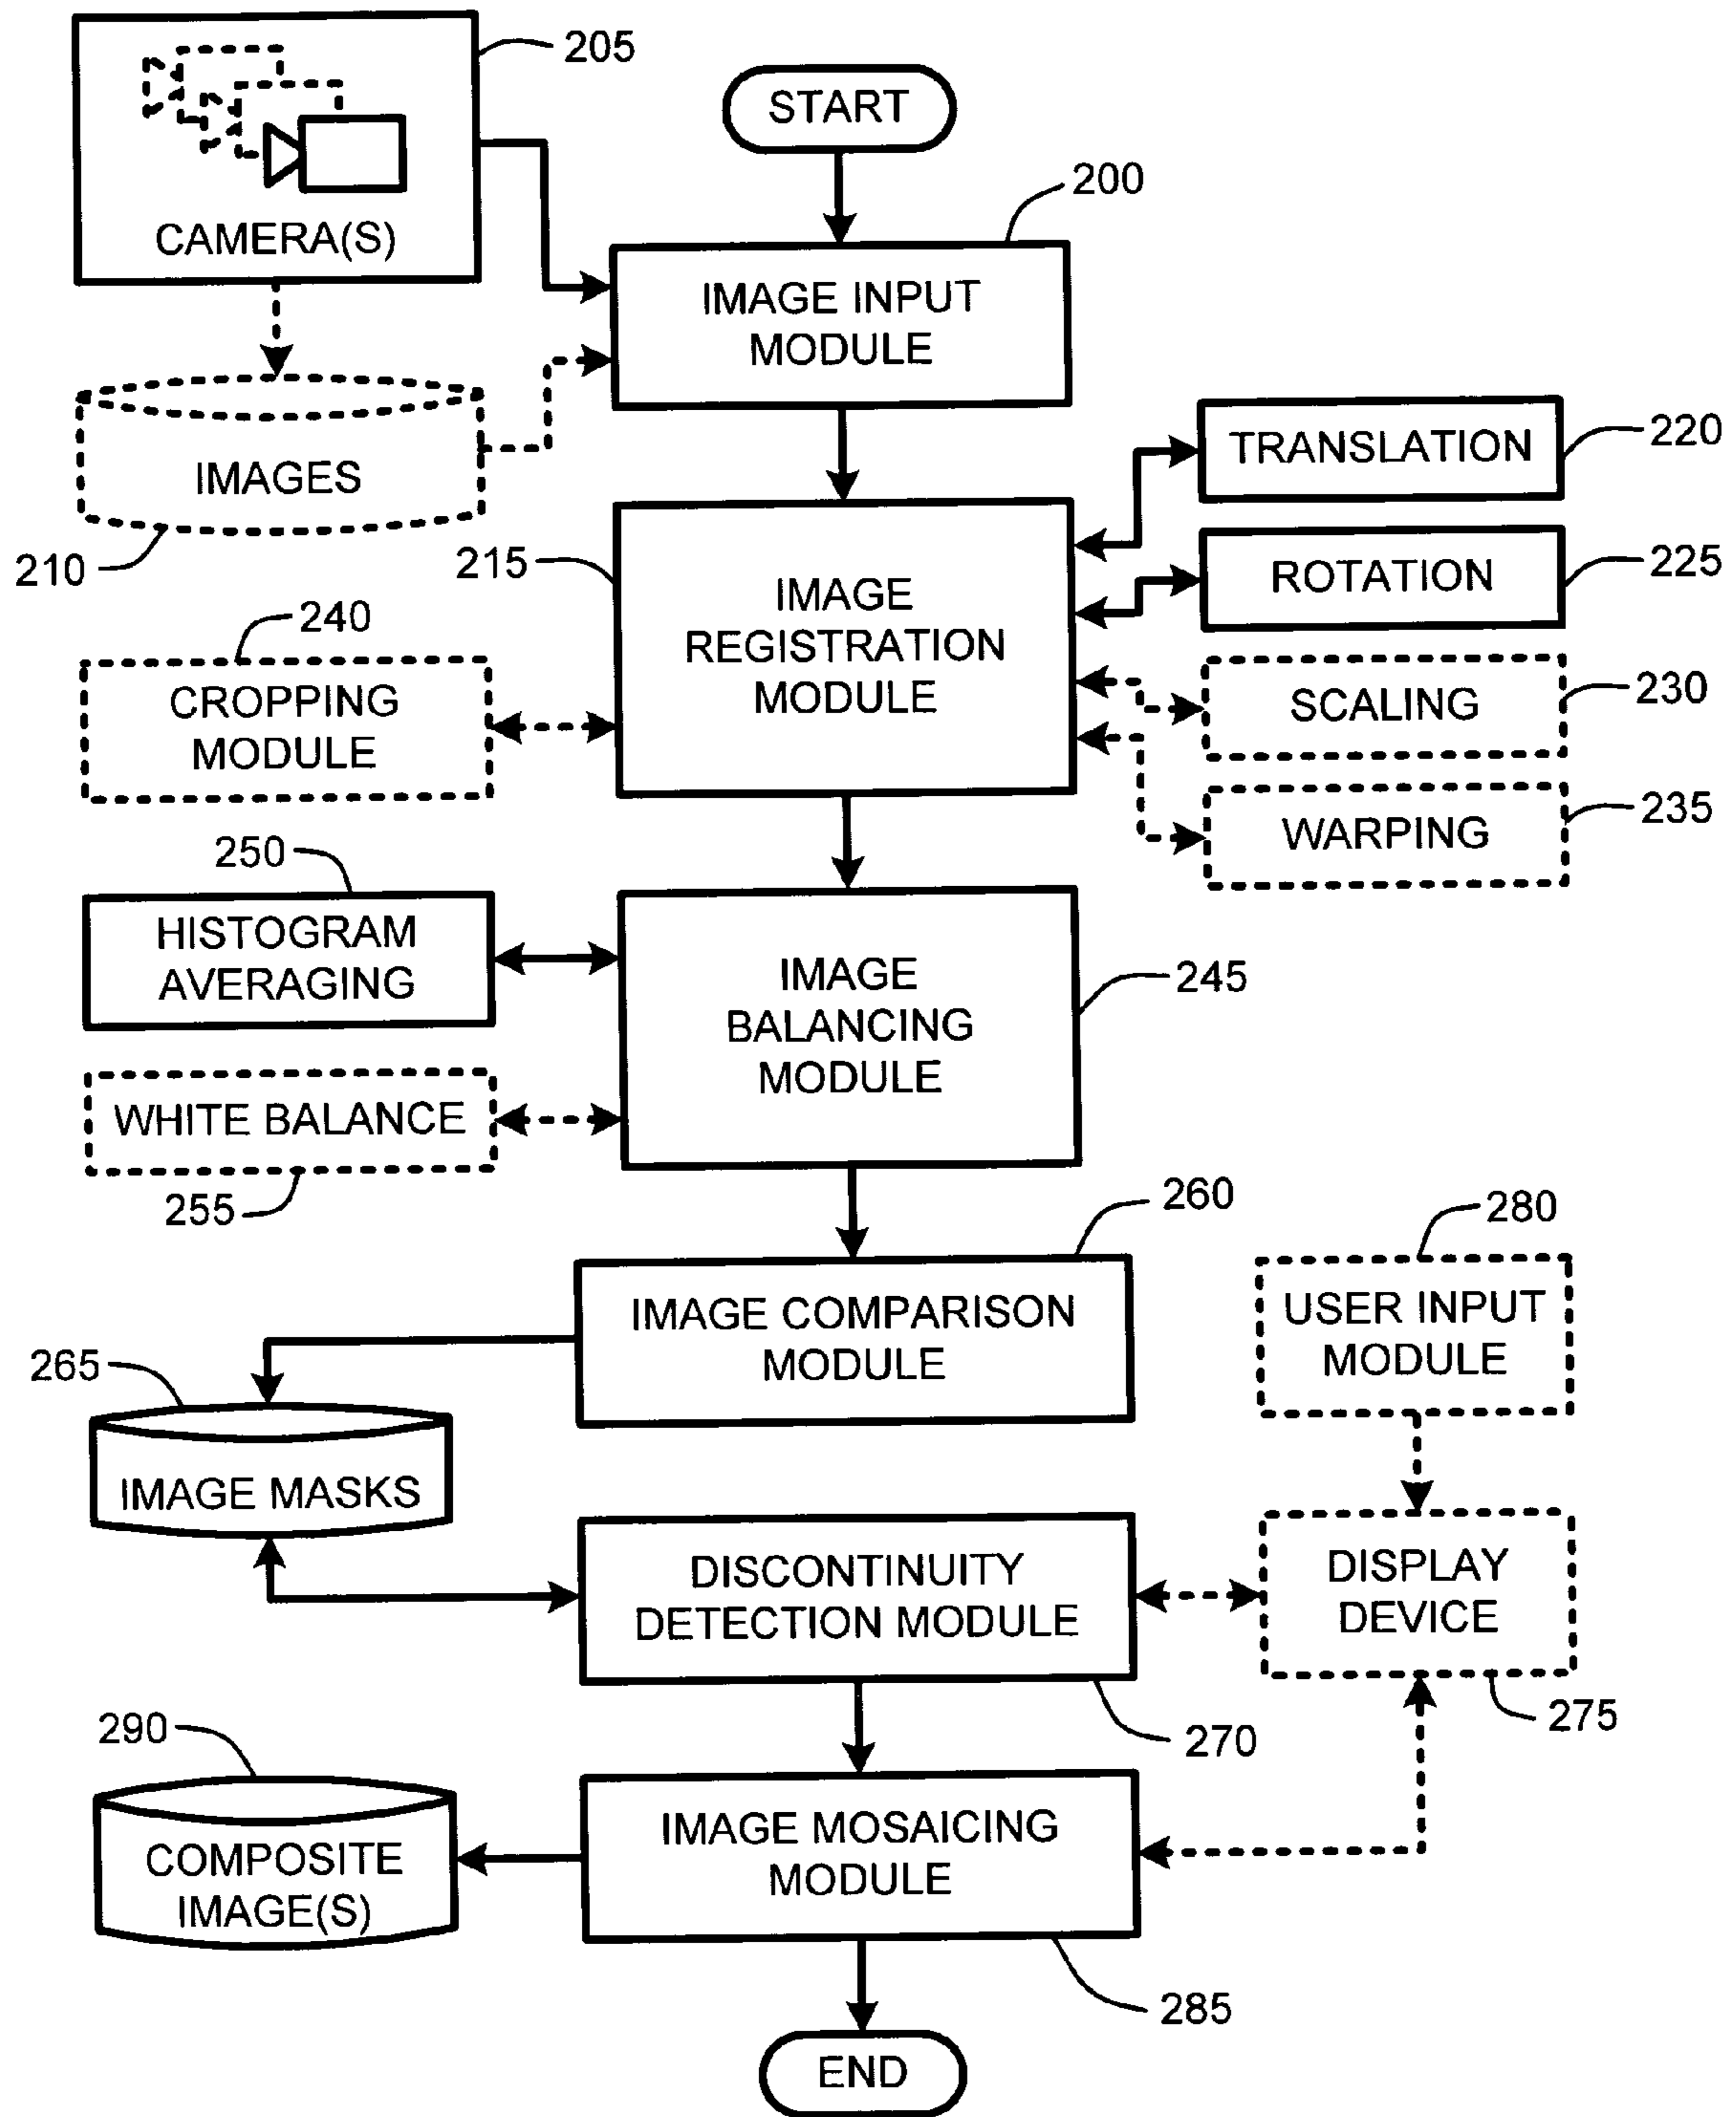 205
START
CAMERA(S)
200
IMAGE INPUT
MODULE
IMAGES
210
TRANSLATION
220
215
IMAGE
REGISTRATION
MODULE
ROTATION
225
240
CROPPING
MODULE
SCALING
230
WARPING
235
250
HISTOGRAM
AVERAGING
IMAGE
BALANCING
MODULE
245
WHITE BALANCE
255
260
280
IMAGE COMPARISON
MODULE
USER INPUT
MODULE
265
IMAGE MASKS
DISCONTINUITY
DETECTION MODULE
DISPLAY
DEVICE
275
270
290
IMAGE MOSAICING
MODULE
COMPOSITE
IMAGE(S)
285
END